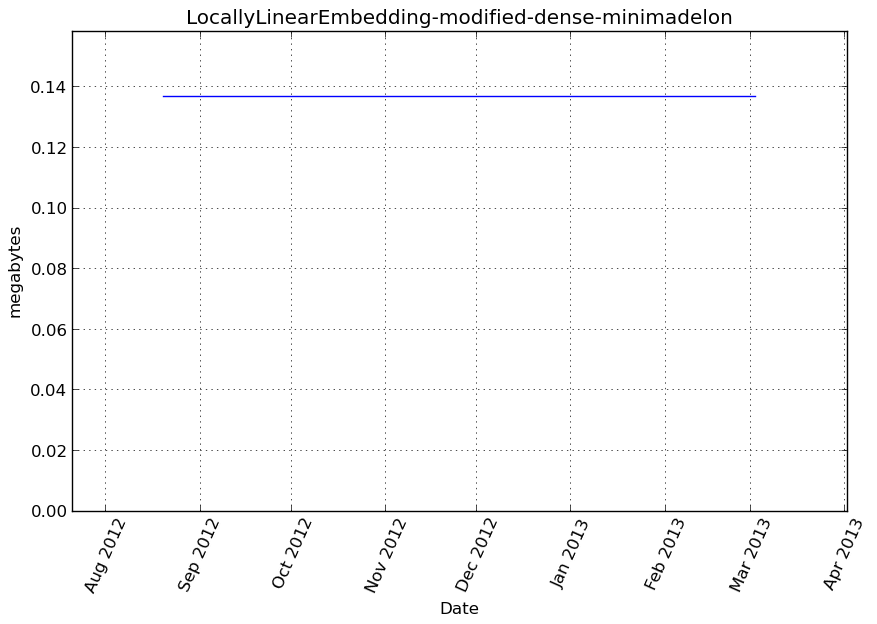 LocallyLinearEmbedding-modified-dense-minimadelon
megabytes
0.14
0.12
0.10
0.08
0.06
0.04
0.02
0.00
Aug 2012
Sep 2012
Oct 2012
Nov 2012
Dec 2012
Jan 2013
Feb 2013
Mar 2013
Apr 2013
Date